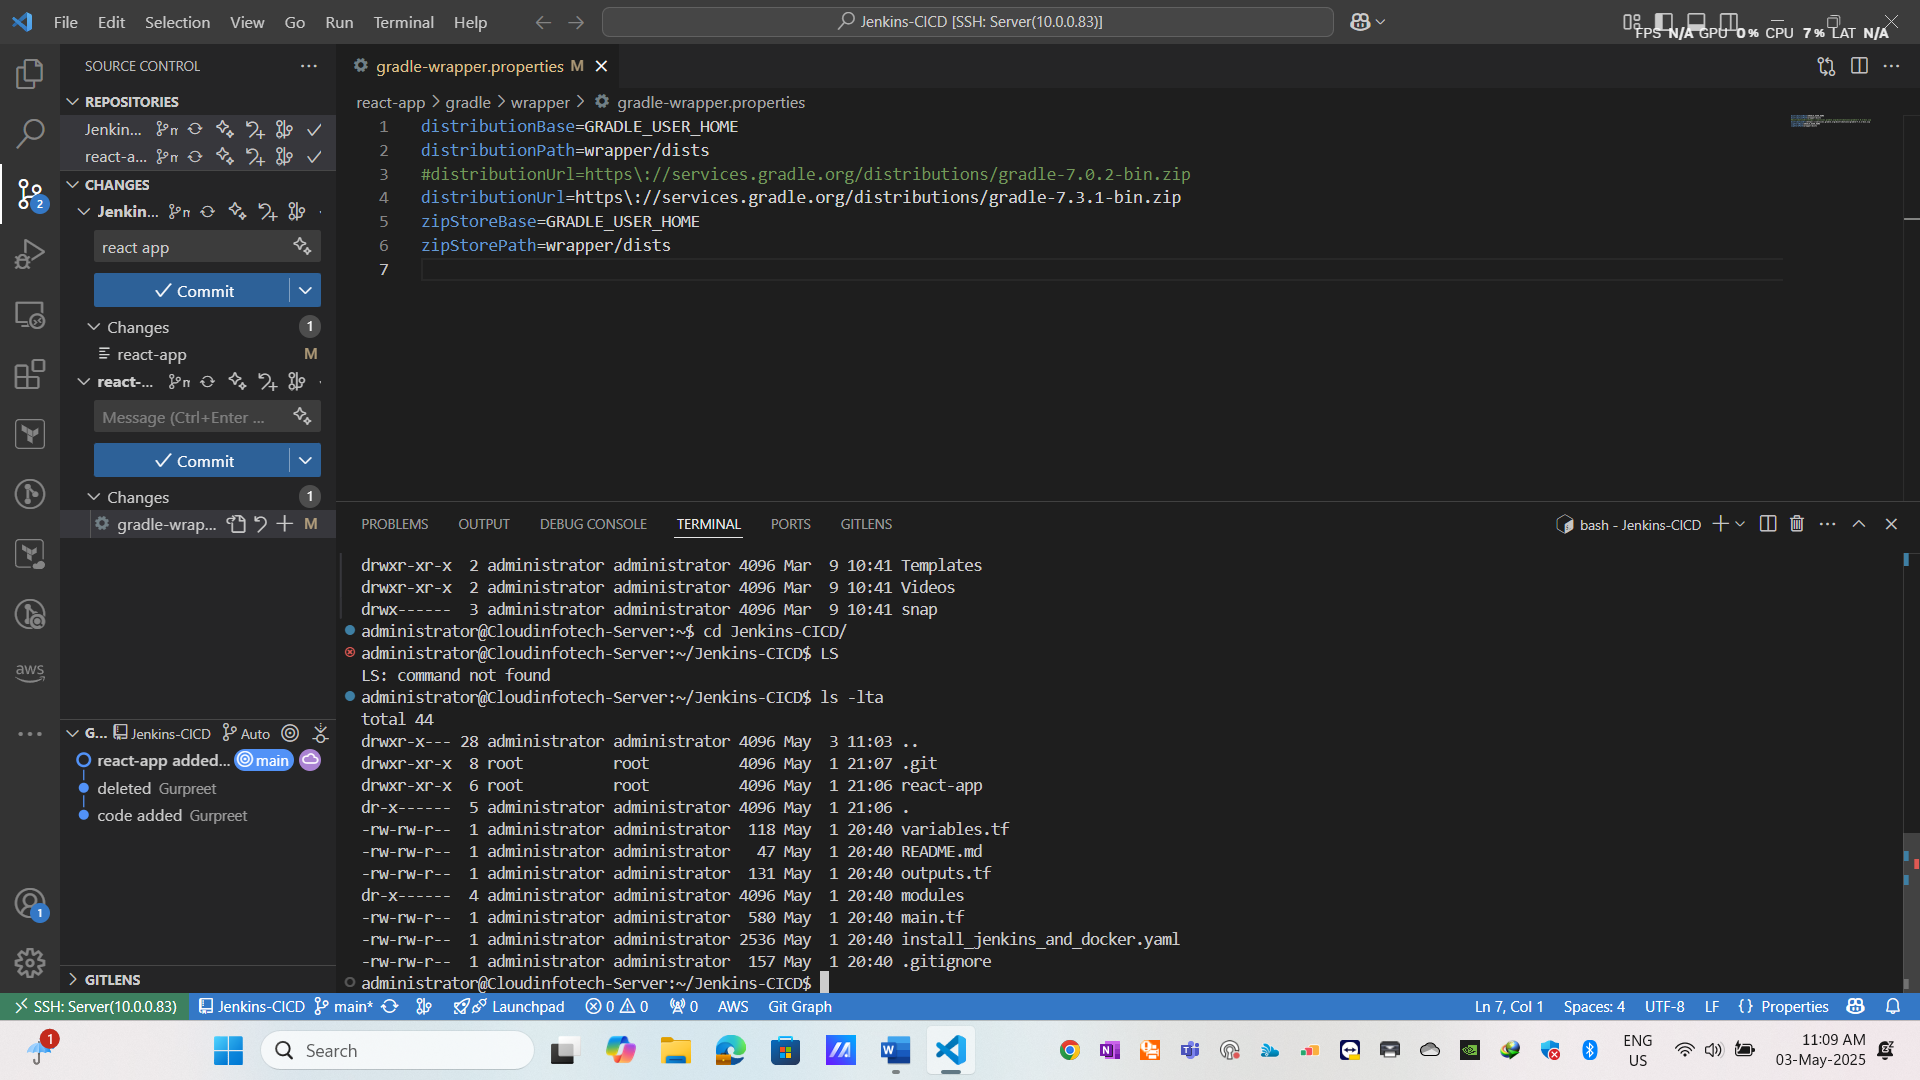 File Edit Selection View Go Run Terminal Help
Jenkins-CICD [SSH: Server(10.0.0.83)]
FPS N/A GPU 0% CPU 7% LAT N/A
SOURCE CONTROL
REPOSITORIES
Jenkin...
react-a...
CHANGES
Jenkin...
react app
Commit
Changes 1
react-app M
react-...
Message (Ctrl+Enter ...
Commit
Changes 1
gradle-wrap... M
2
aws
1
G... Jenkins-CICD Auto
react-app added... main
deleted Gurpreet
code added Gurpreet
GITLENS
gradle-wrapper.properties M
react-app > gradle > wrapper > gradle-wrapper.properties
1 distributionBase=GRADLE_USER_HOME
2 distributionPath=wrapper/dists
3 #distributionUrl=https\://services.gradle.org/distributions/gradle-7.0.2-bin.zip
4 distributionUrl=https\://services.gradle.org/distributions/gradle-7.3.1-bin.zip
5 zipStoreBase=GRADLE_USER_HOME
6 zipStorePath=wrapper/dists
7
PROBLEMS OUTPUT DEBUG CONSOLE TERMINAL PORTS GITLENS
bash - Jenkins-CICD
drwxr-xr-x 2 administrator administrator 4096 Mar 9 10:41 Templates
drwxr-xr-x 2 administrator administrator 4096 Mar 9 10:41 Videos
drwx------ 3 administrator administrator 4096 Mar 9 10:41 snap
administrator@Cloudinfotech-Server:~$ cd Jenkins-CICD/
administrator@Cloudinfotech-Server:~/Jenkins-CICD$ LS
LS: command not found
administrator@Cloudinfotech-Server:~/Jenkins-CICD$ ls -lta
total 44
drwxr-x--- 28 administrator administrator 4096 May 3 11:03 ..
drwxr-xr-x 8 root root 4096 May 1 21:07 .git
drwxr-xr-x 6 root root 4096 May 1 21:06 react-app
dr-x------ 5 administrator administrator 4096 May 1 21:06 .
-rw-rw-r-- 1 administrator administrator 118 May 1 20:40 variables.tf
-rw-rw-r-- 1 administrator administrator 47 May 1 20:40 README.md
-rw-rw-r-- 1 administrator administrator 131 May 1 20:40 outputs.tf
dr-x------ 4 administrator administrator 4096 May 1 20:40 modules
-rw-rw-r-- 1 administrator administrator 580 May 1 20:40 main.tf
-rw-rw-r-- 1 administrator administrator 2536 May 1 20:40 install_jenkins_and_docker.yaml
-rw-rw-r-- 1 administrator administrator 157 May 1 20:40 .gitignore
administrator@Cloudinfotech-Server:~/Jenkins-CICD$
SSH: Server(10.0.0.83) Jenkins-CICD main* Launchpad 0 0 0 AWS Git Graph
Ln 7, Col 1 Spaces: 4 UTF-8 LF {} Properties
1
Search
ENG
US
11:09 AM
03-May-2025